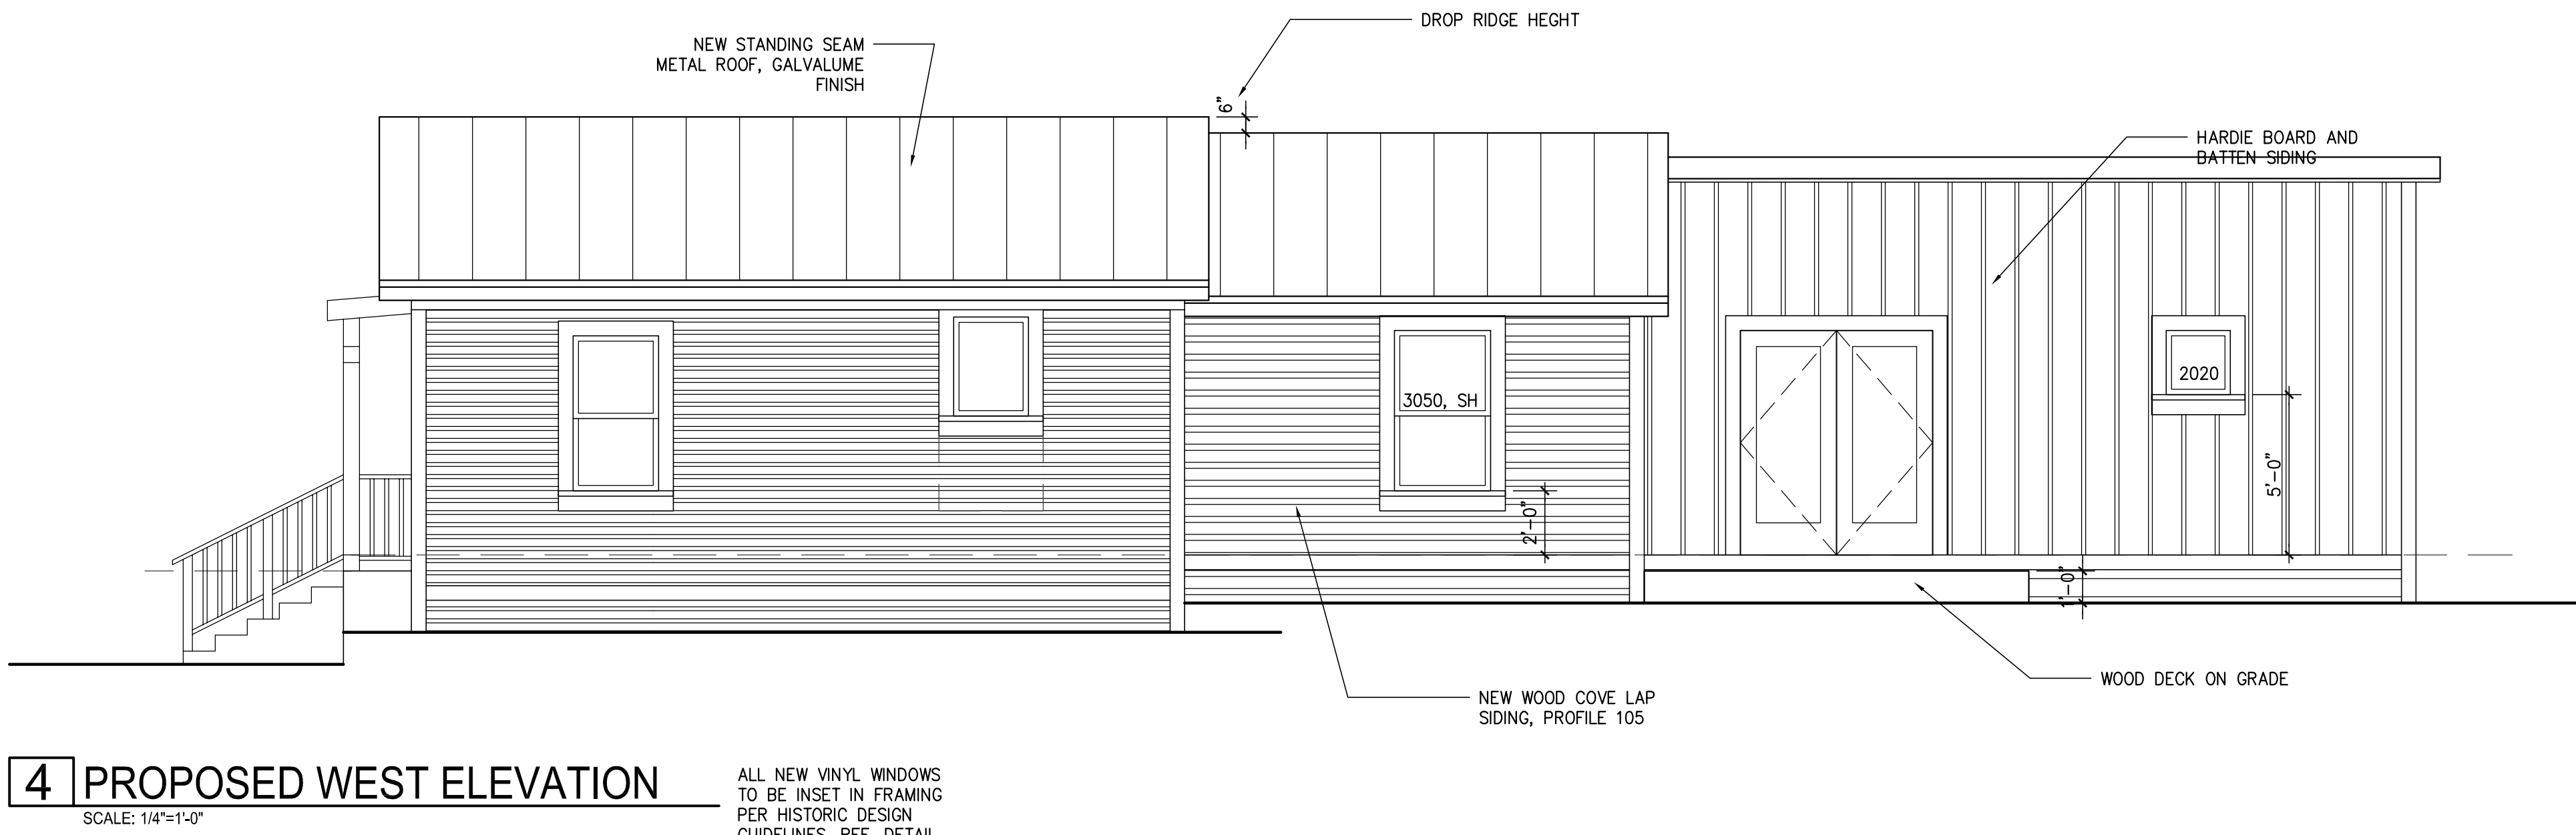 DROP RIDGE HEGHT
NEW STANDING SEAM
METAL ROOF, GALVALUME
FINISH
6"
HARDIE BOARD AND
BATTEN SIDING
3050, SH
2020
2'-0"
5'-0"
1'-0"
WOOD DECK ON GRADE
NEW WOOD COVE LAP
SIDING, PROFILE 105
4 PROPOSED WEST ELEVATION
SCALE: 1/4"=1'-0"
ALL NEW VINYL WINDOWS
TO BE INSET IN FRAMING
PER HISTORIC DESIGN
GUIDELINES, REF. DETAIL